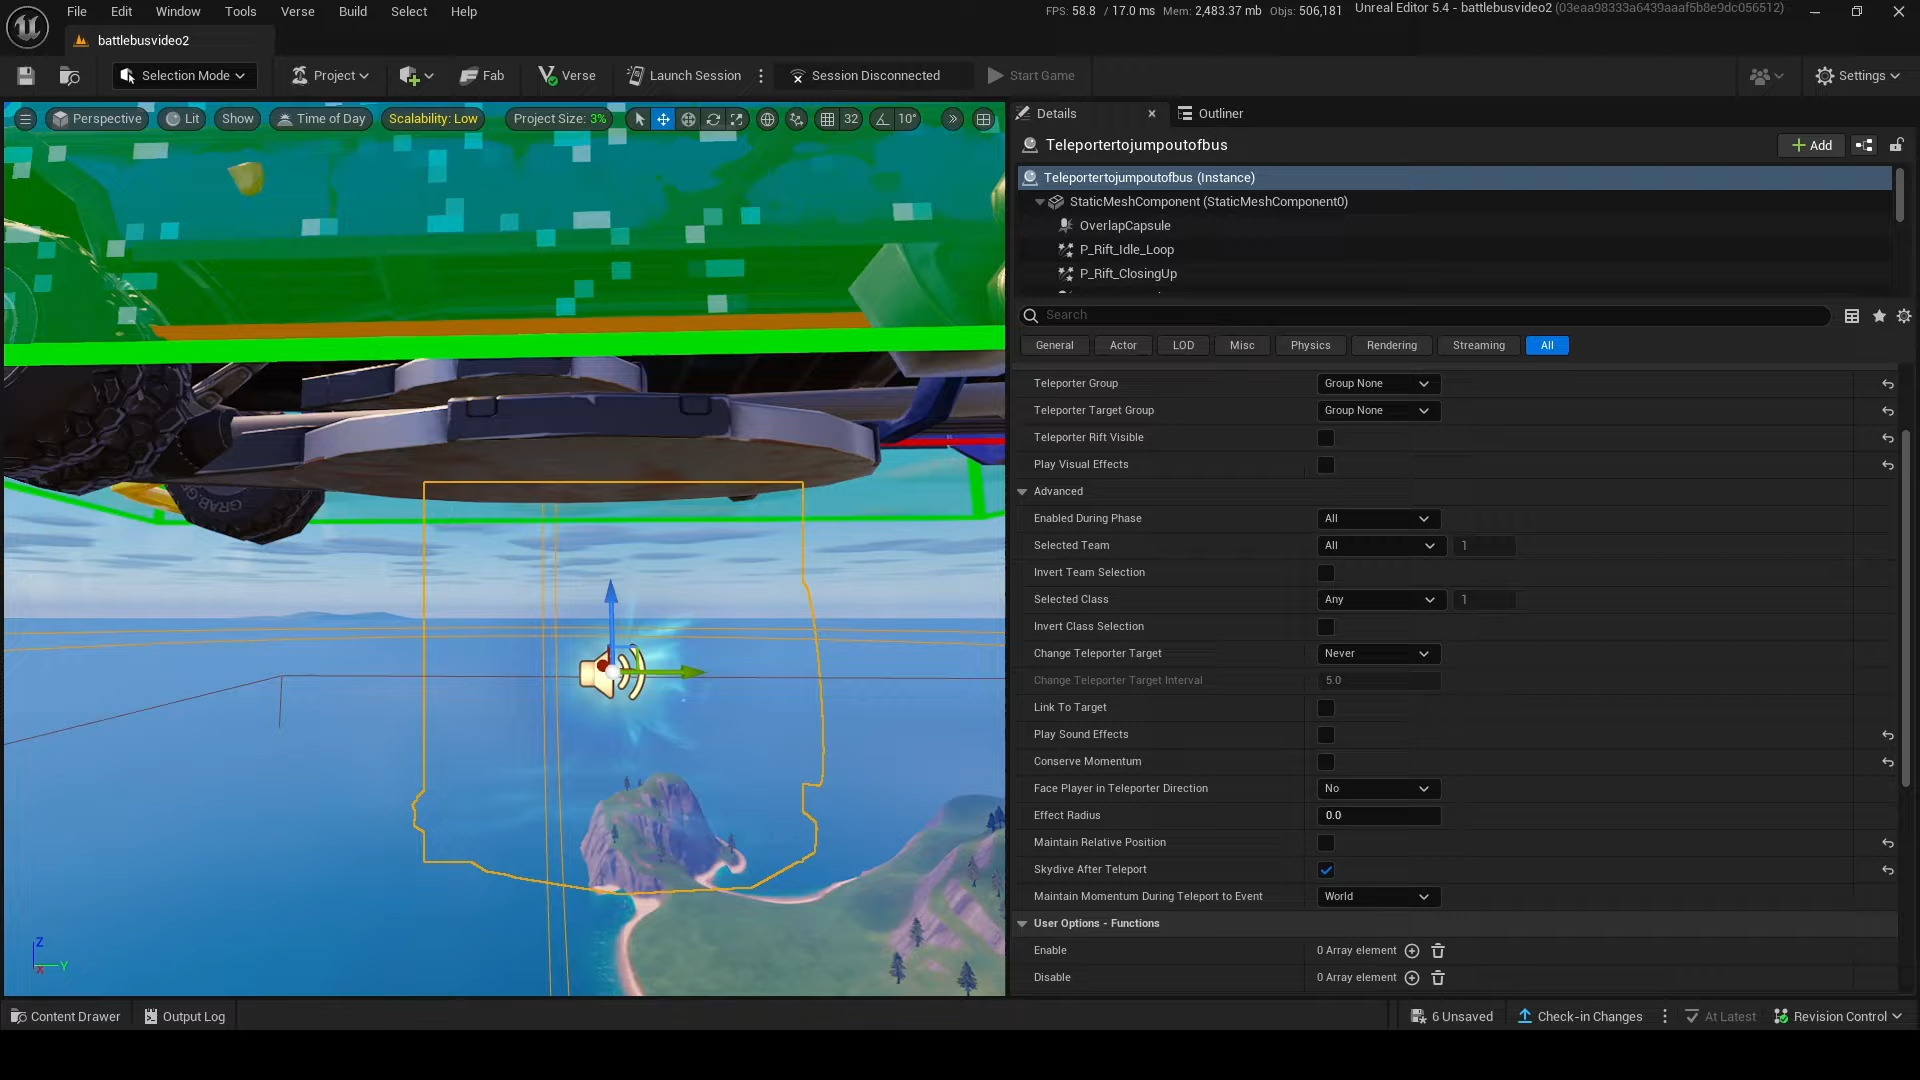 File Edit Window Tools Verse Build Select Help
FPS: 58.8 / 17.0 ms Mem: 2,483.37 mb Objs: 506,181
Unreal Editor 5.4 - battlebusvideo2 (03eaa98333a6439aaaf5b8e9dc056512)
battlebusvideo2
Selection Mode Project Fab Verse Launch Session Session Disconnected Start Game Settings
Perspective Lit Show Time of Day Scalability: Low Project Size: 3% 32 10°
Details Outliner
Teleportertojumpoutofbus
Add
Teleportertojumpoutofbus (Instance)
StaticMeshComponent (StaticMeshComponent0)
OverlapCapsule
P_Rift_Idle_Loop
P_Rift_ClosingUp
Search
General Actor LOD Misc Physics Rendering Streaming All
Teleporter Group Group None
Teleporter Target Group Group None
Teleporter Rift Visible
Play Visual Effects
Advanced
Enabled During Phase All
Selected Team All 1
Invert Team Selection
Selected Class Any 1
Invert Class Selection
Change Teleporter Target Never
Change Teleporter Target Interval 5.0
Link To Target
Play Sound Effects
Conserve Momentum
Face Player in Teleporter Direction No
Effect Radius 0.0
Maintain Relative Position
Skydive After Teleport
Maintain Momentum During Teleport to Event World
User Options - Functions
Enable 0 Array element
Disable 0 Array element
Z
X Y
Content Drawer Output Log 6 Unsaved Check-in Changes At Latest Revision Control